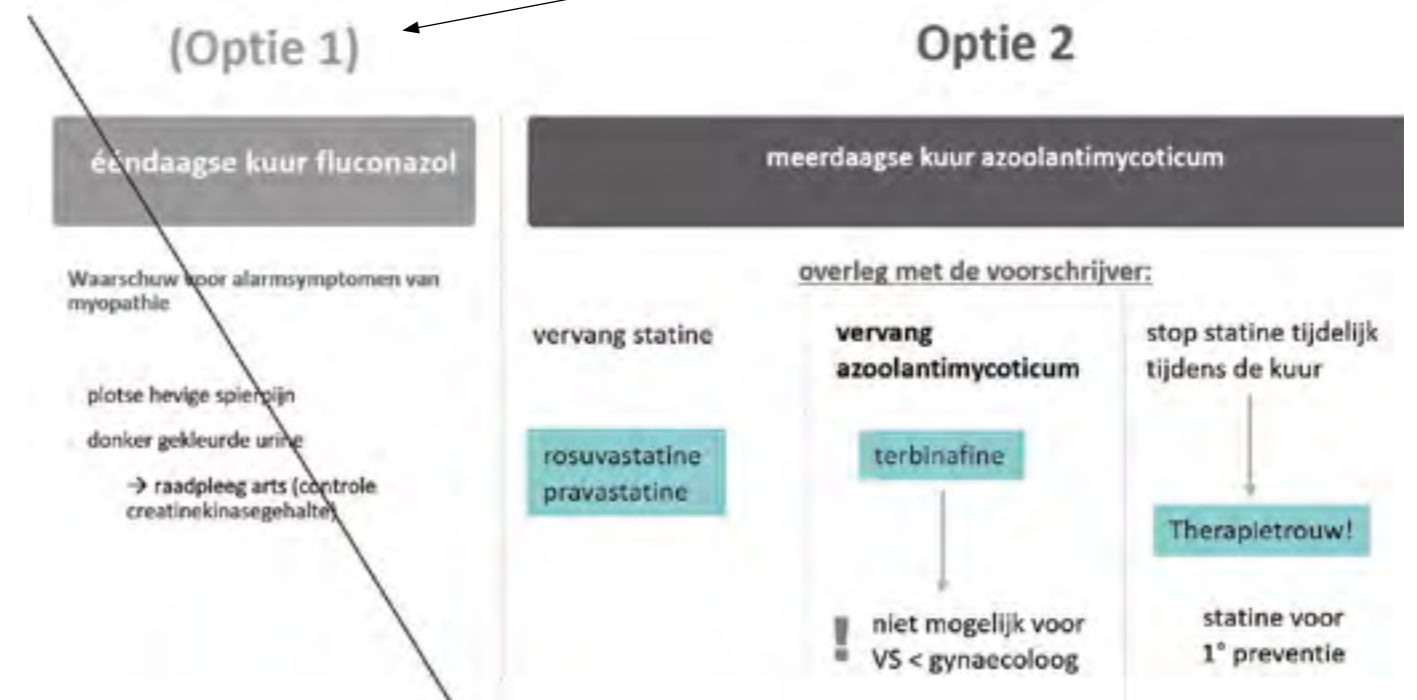 (Optie 1)
ééndaagse kuur fluconazol
Waarschuw voor alarmsymptomen van
myopathie
plotse hevige spierpijn
donker gekleurde urine
→ raadpleeg arts (controle
creatinekinasegehalte)
Optie 2
meerdaagse kuur azoolantimycoticum
overleg met de voorschrijver:
vervang statine
rosuvastatine
pravastatine
vervang
azoolantimycoticum
terbinafine
! niet mogelijk voor
VS < gynaecoloog
stop statine tijdelijk
tijdens de kuur
Therapietrouw!
statine voor
1° preventie